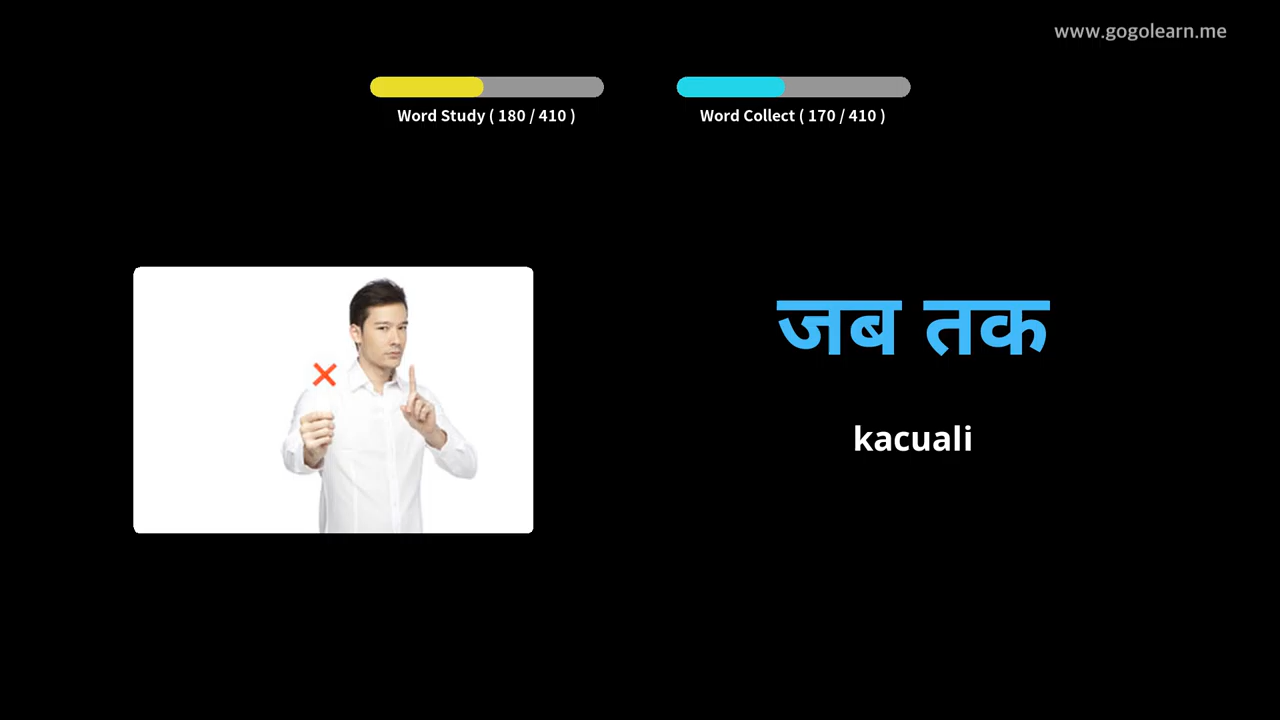 www.gogolearn.me
Word Study ( 180 / 410 )
Word Collect ( 170 / 410 )
जब तक
kacuali